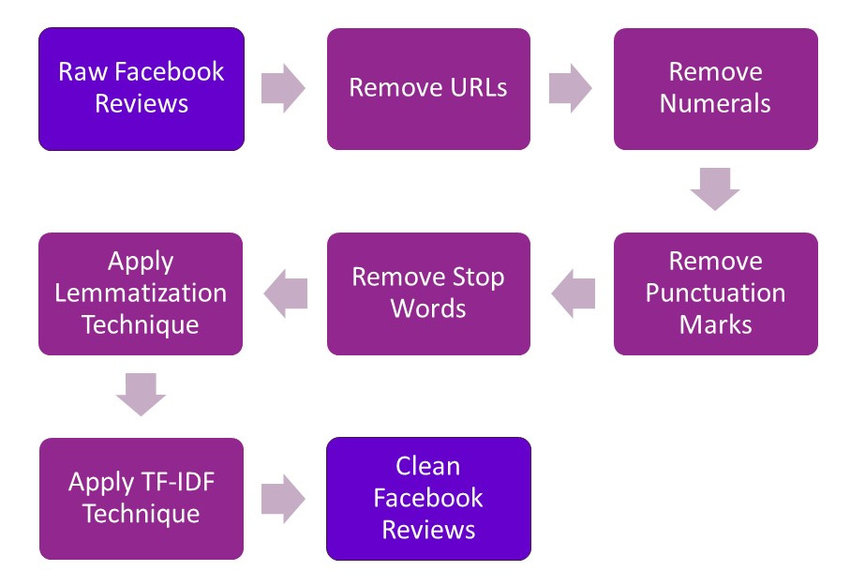 Raw Facebook
Reviews
Remove URLs
Remove
Numerals
Remove
Punctuation
Marks
Remove Stop
Words
Apply
Lemmatization
Technique
Apply TF-IDF
Technique
Clean
Facebook
Reviews